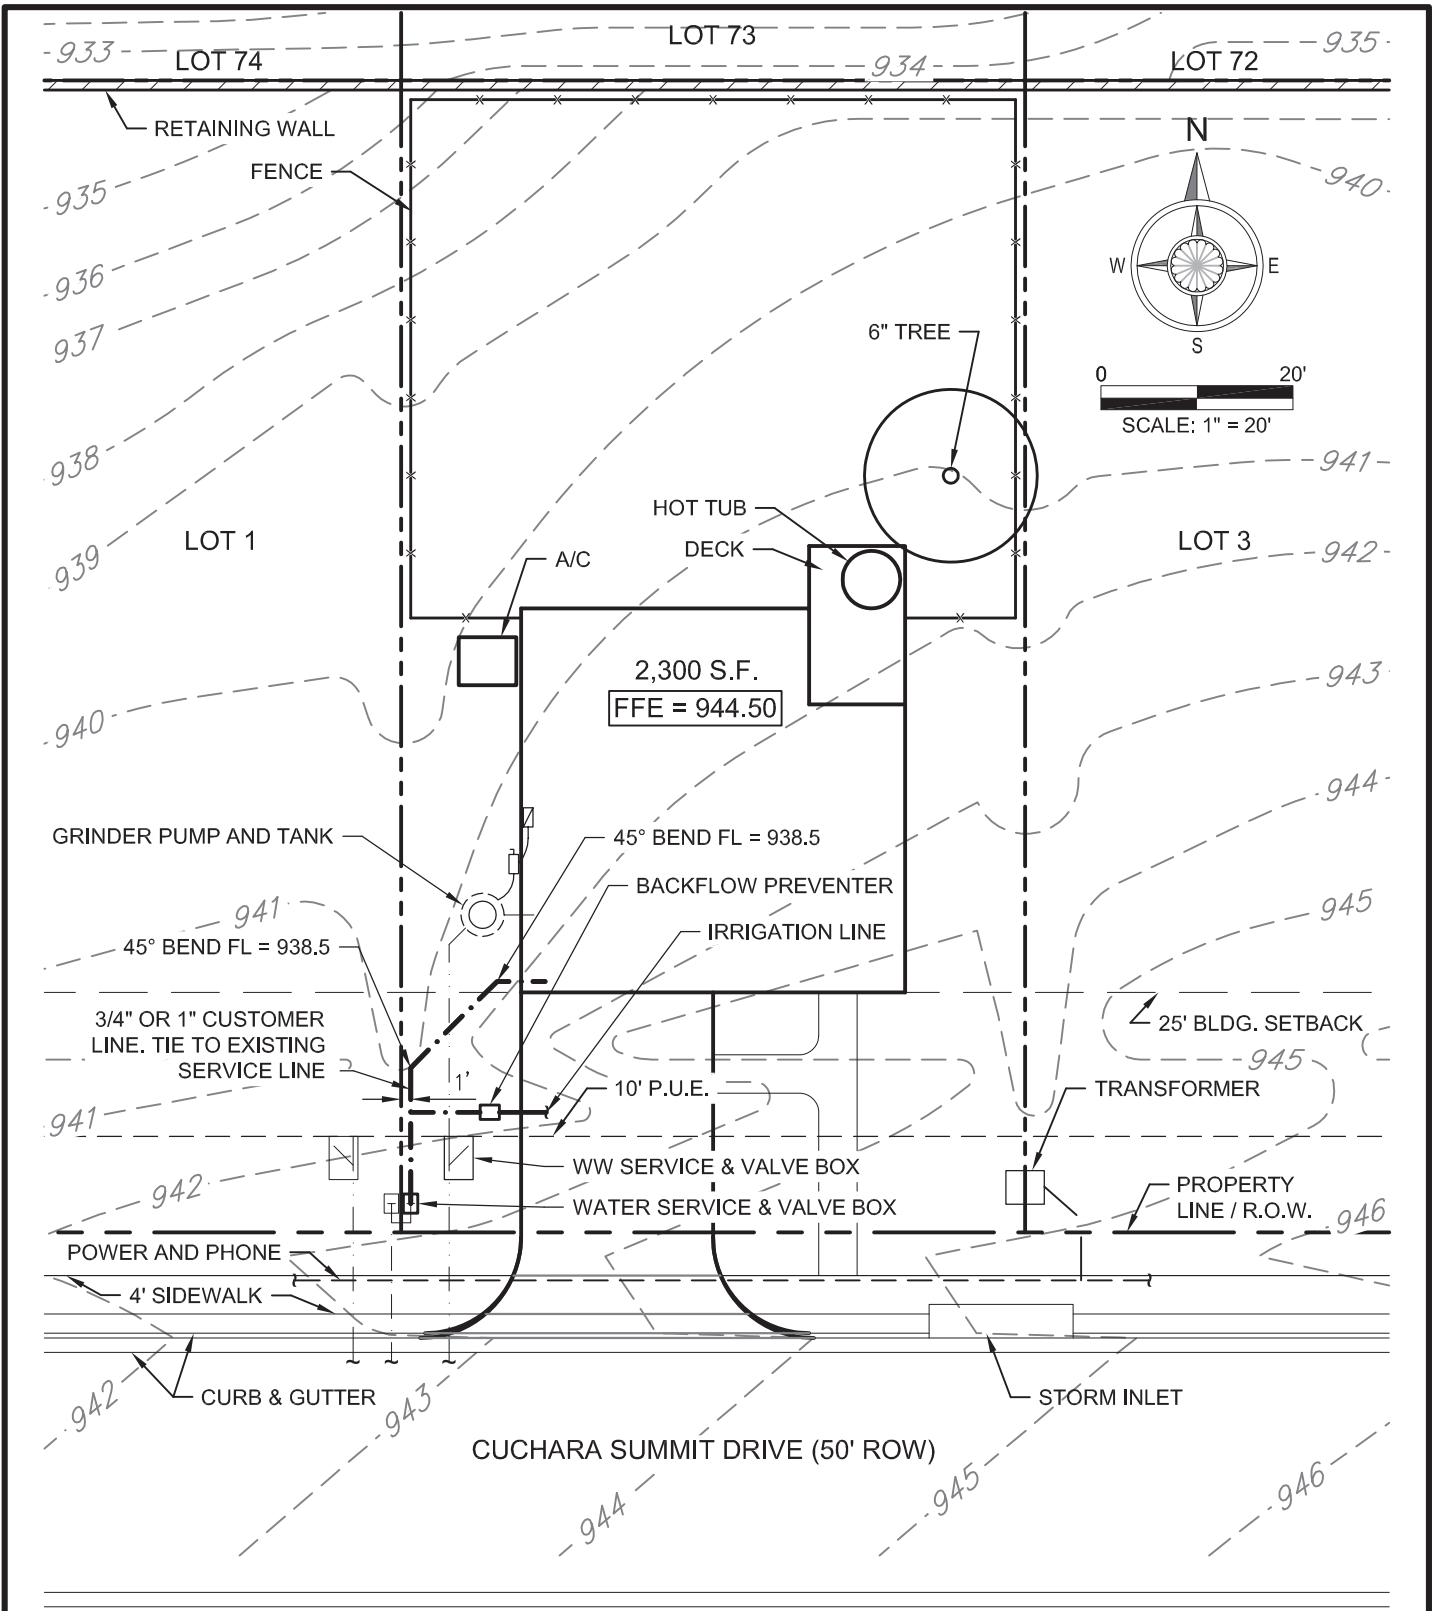 LOT 73
933
LOT 74
934
LOT 72
935
RETAINING WALL
N
FENCE
935
940
W
E
936
S
937
6" TREE
0 20'
SCALE: 1" = 20'
938
941
HOT TUB
LOT 1
DECK
LOT 3
A/C
942
939
2,300 S.F.
FFE = 944.50
943
940
944
GRINDER PUMP AND TANK
45° BEND FL = 938.5
BACKFLOW PREVENTER
941
945
45° BEND FL = 938.5
IRRIGATION LINE
3/4" OR 1" CUSTOMER
LINE. TIE TO EXISTING
SERVICE LINE
25' BLDG. SETBACK
945
1'
10' P.U.E.
TRANSFORMER
941
WW SERVICE & VALVE BOX
942
PROPERTY
LINE / R.O.W.
WATER SERVICE & VALVE BOX
946
POWER AND PHONE
4' SIDEWALK
CURB & GUTTER
942
943
STORM INLET
CUCHARA SUMMIT DRIVE (50' ROW)
944
945
946